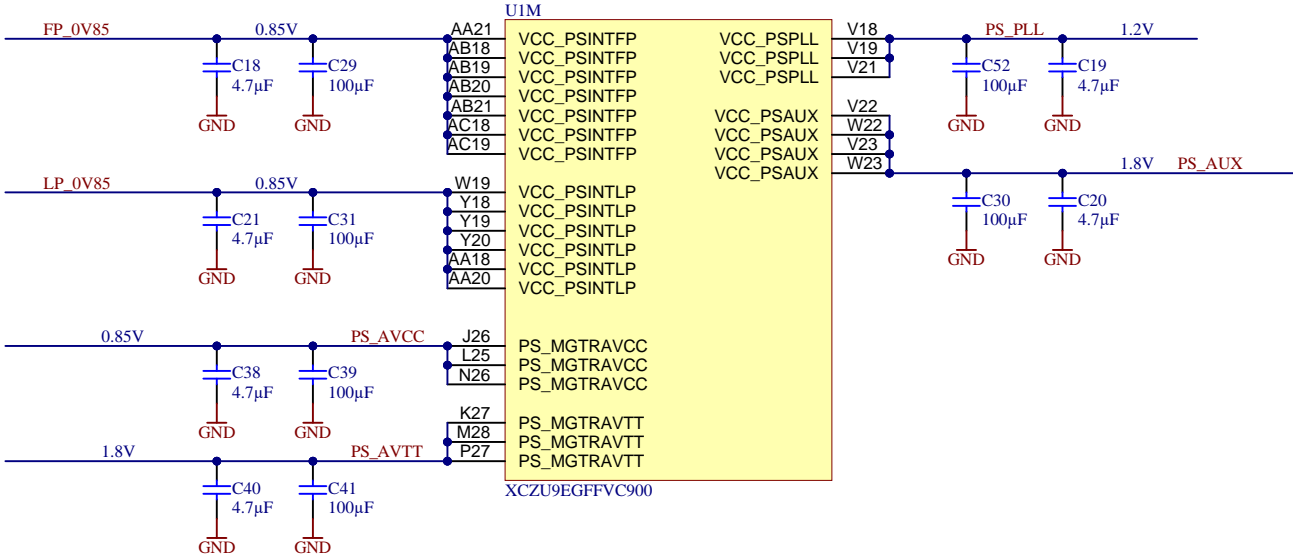 U1M
FP_0V85 0.85V AA21 VCC_PSINTFP VCC_PSPLL V18 PS_PLL 1.2V
AB18 VCC_PSINTFP VCC_PSPLL V19
C18 C29 AB19 VCC_PSINTFP VCC_PSPLL V21 C52 C19
4.7µF 100µF AB20 VCC_PSINTFP 100µF 4.7µF
AB21 VCC_PSINTFP VCC_PSAUX V22
GND GND AC18 VCC_PSINTFP VCC_PSAUX W22 GND GND
AC19 VCC_PSINTFP VCC_PSAUX V23
VCC_PSAUX W23 1.8V PS_AUX
LP_0V85 0.85V W19 VCC_PSINTLP
Y18 VCC_PSINTLP C30 C20
C21 C31 Y19 VCC_PSINTLP 100µF 4.7µF
4.7µF 100µF Y20 VCC_PSINTLP
AA18 VCC_PSINTLP GND GND
GND GND AA20 VCC_PSINTLP
0.85V PS_AVCC J26 PS_MGTRAVCC
L25 PS_MGTRAVCC
C38 C39 N26 PS_MGTRAVCC
4.7µF 100µF
K27 PS_MGTRAVTT
GND GND M28 PS_MGTRAVTT
1.8V PS_AVTT P27 PS_MGTRAVTT
C40 C41 XCZU9EGFFVC900
4.7µF 100µF
GND GND